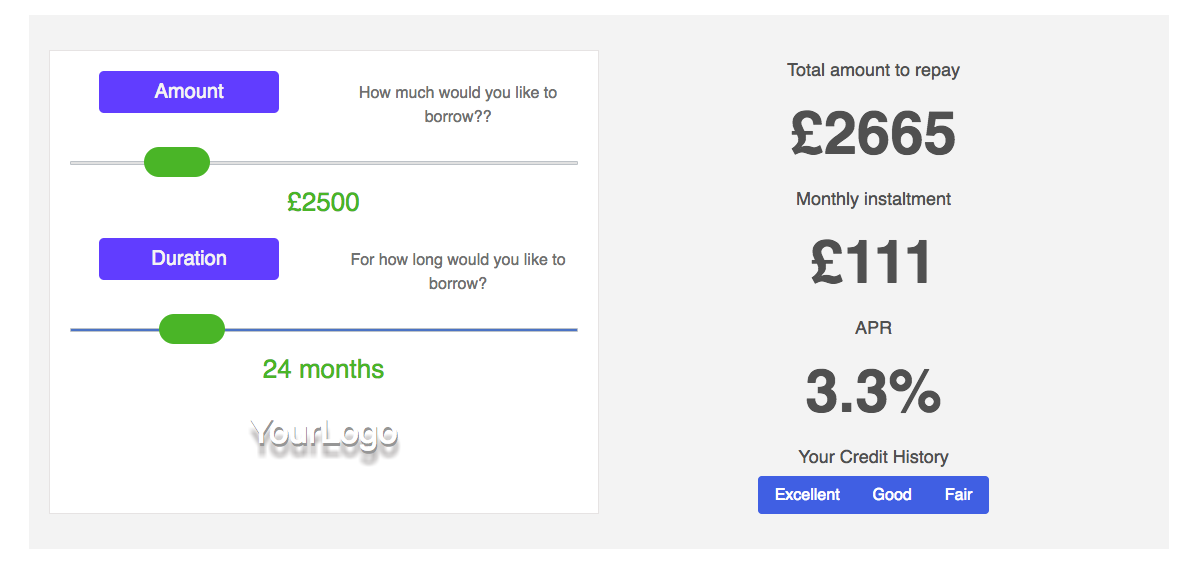 Amount
How much would you like to
borrow??
£2500
Duration
For how long would you like to
borrow?
24 months
YourLogo
Total amount to repay
£2665
Monthly instaltment
£111
APR
3.3%
Your Credit History
Excellent Good Fair